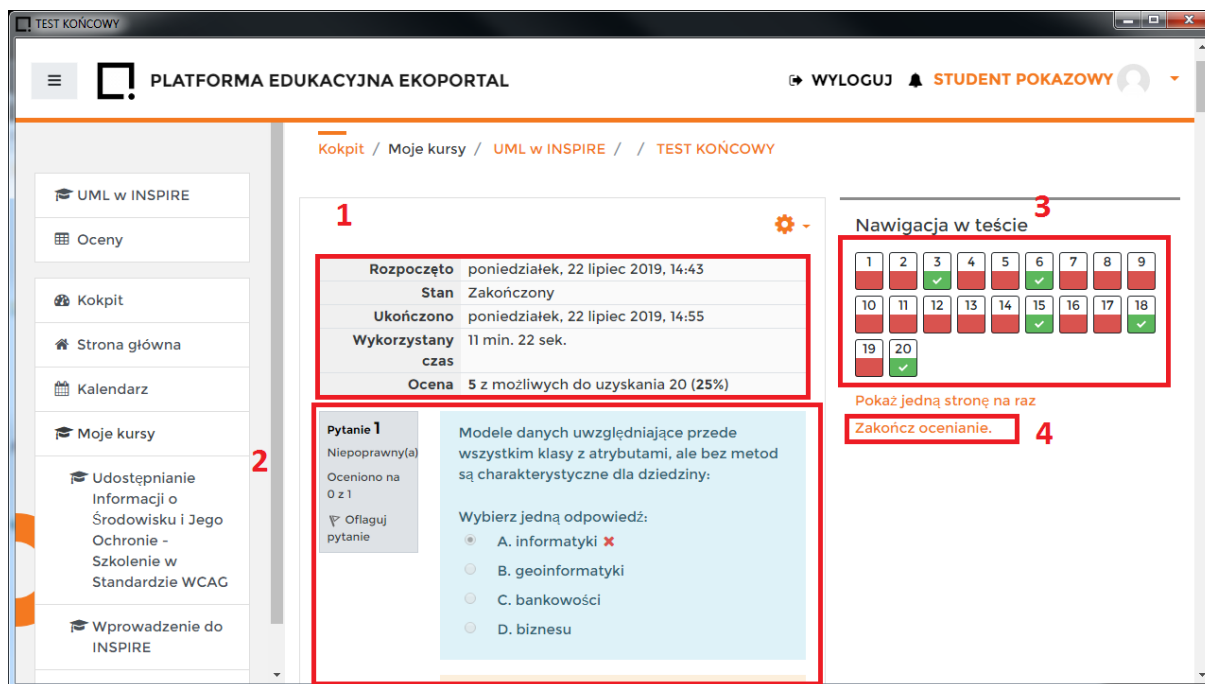 TEST KOŃCOWY
PLATFORMA EDUKACYJNA EKOPORTAL
WYLOGUJ
STUDENT POKAZOWY
UML w INSPIRE
Oceny
Kokpit
Strona główna
Kalendarz
Moje kursy
Udostępnianie
Informacji o
Środowisku i Jego
Ochronie -
Szkolenie w
Standardzie WCAG
Wprowadzenie do
INSPIRE
Kokpit / Moje kursy / UML w INSPIRE / / TEST KOŃCOWY
1
Rozpoczęto poniedziałek, 22 lipiec 2019, 14:43
Stan Zakończony
Ukończono poniedziałek, 22 lipiec 2019, 14:55
Wykorzystany 11 min. 22 sek.
czas
Ocena 5 z możliwych do uzyskania 20 (25%)
2
Pytanie 1
Niepoprawny(a)
Oceniono na
0 z 1
Oflaguj
pytanie
Modele danych uwzględniające przede
wszystkim klasy z atrybutami, ale bez metod
są charakterystyczne dla dziedziny:
Wybierz jedną odpowiedź:
A. informatyki
B. geoinformatyki
C. bankowości
D. biznesu
3
Nawigacja w teście
1 2 3 4 5 6 7 8 9
10 11 12 13 14 15 16 17 18
19 20
Pokaż jedną stronę na raz
Zakończ ocenianie.
4